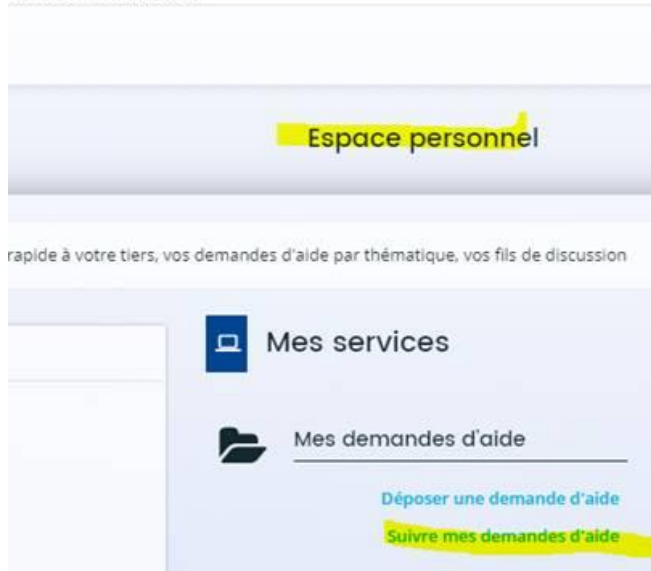 Espace personnel
rapide à votre tiers, vos demandes d'aide par thématique, vos fils de discussion
Mes services
Mes demandes d'aide
Déposer une demande d'aide
Suivre mes demandes d'aide